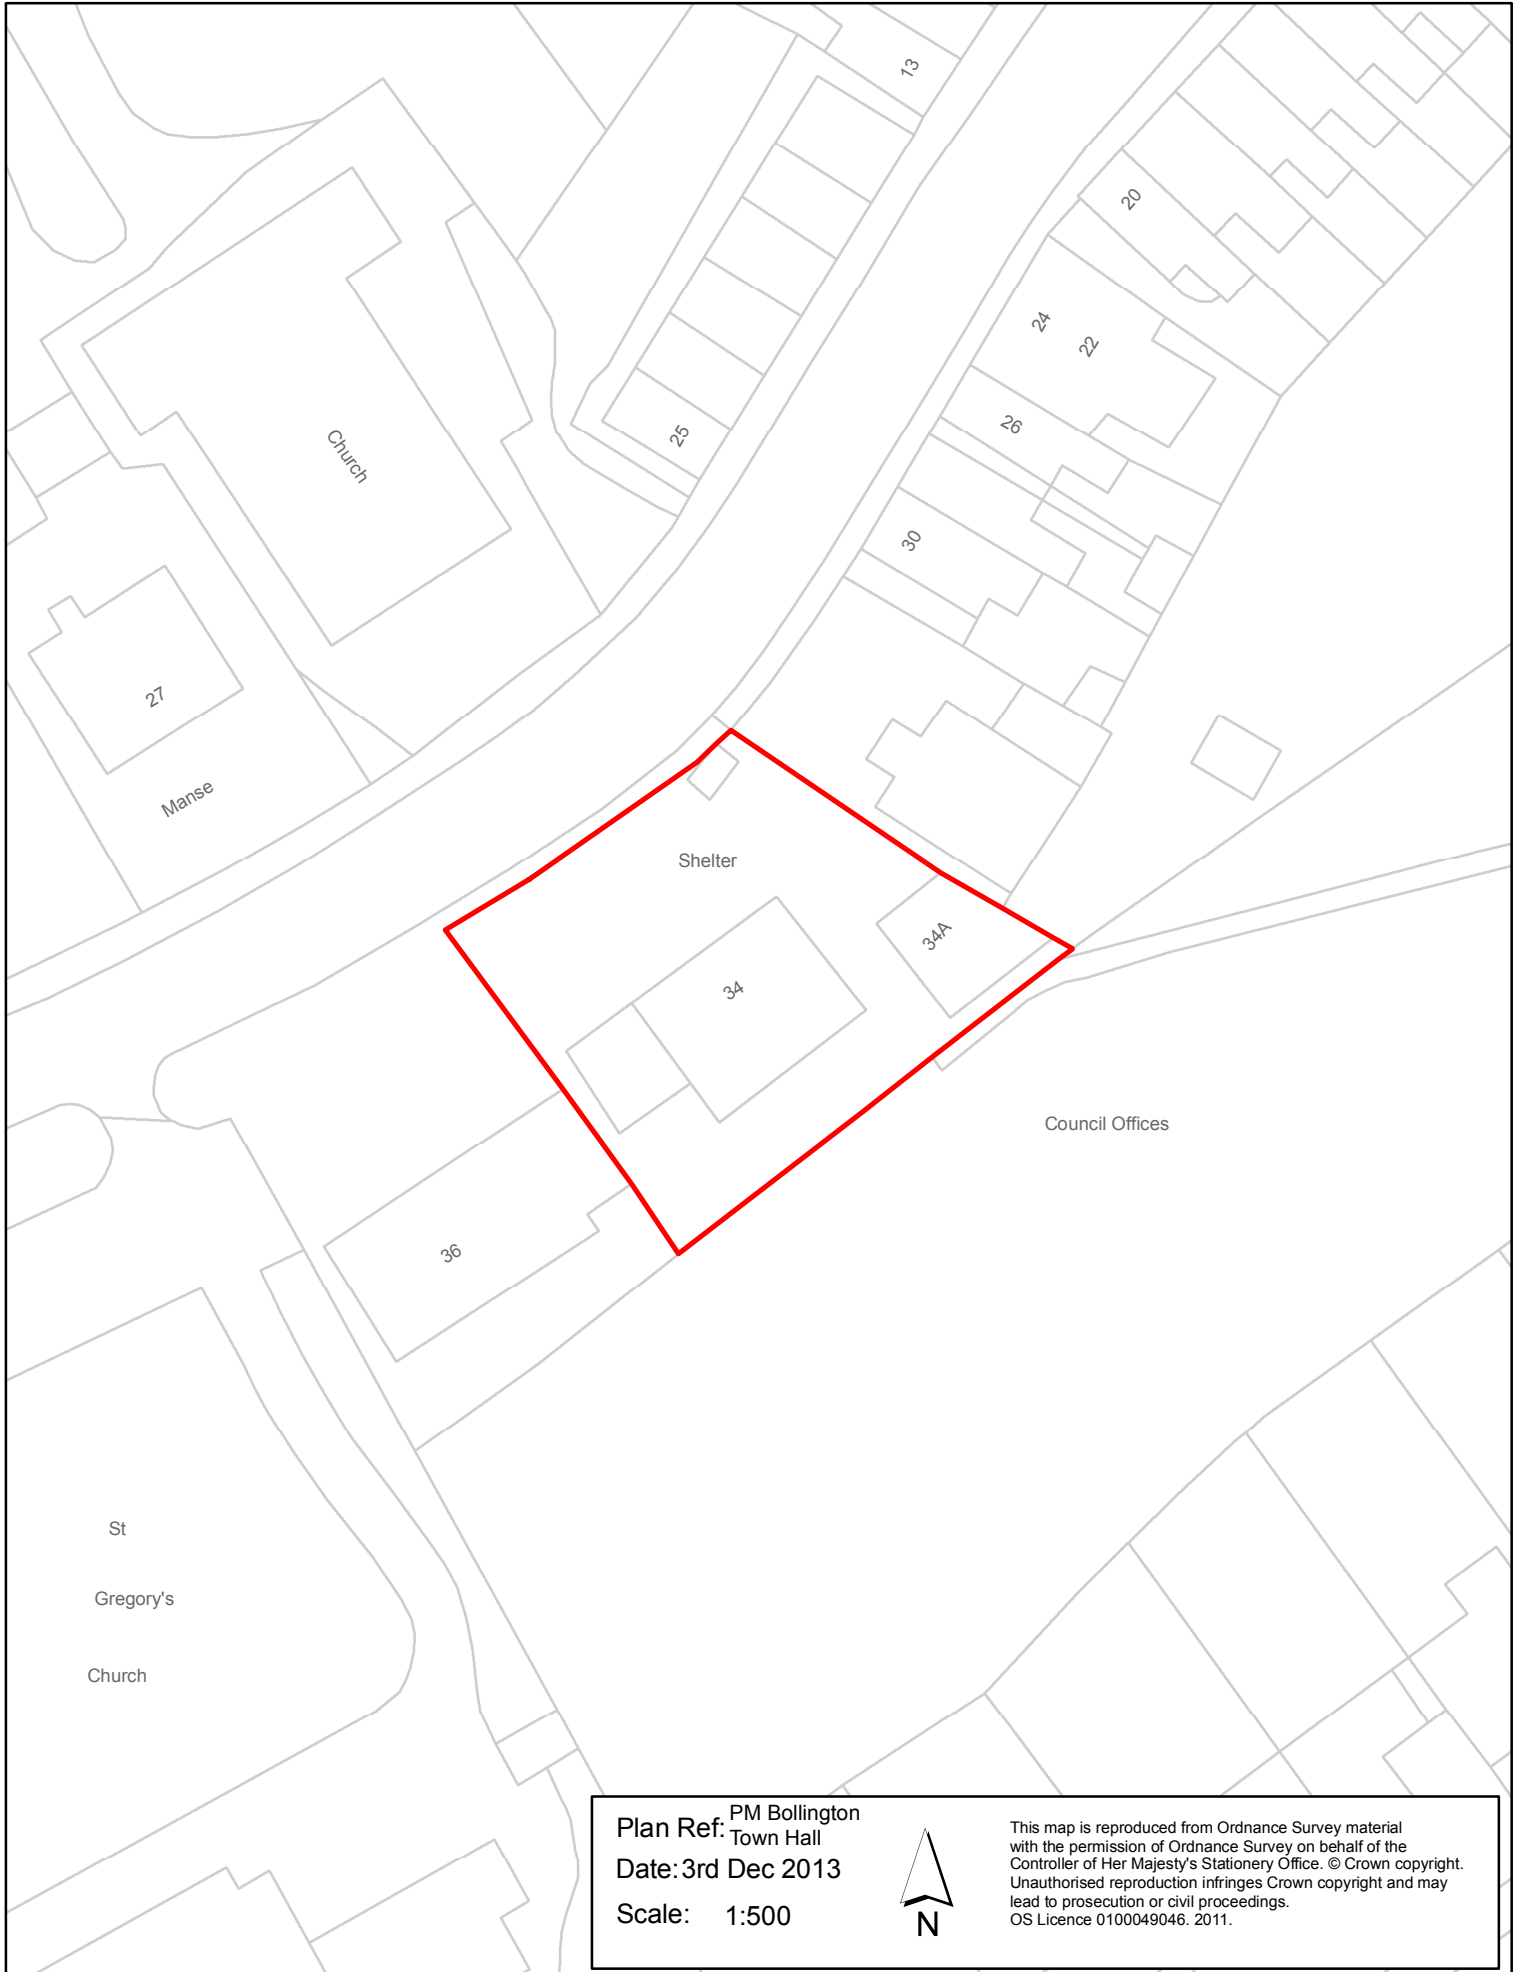 13
20
24
22
26
25
Church
30
27
Manse
Shelter
34A
34
Council Offices
36
St
Gregory's
Church
Plan Ref: PM Bollington
Town Hall
Date: 3rd Dec 2013
Scale: 1:500
N
This map is reproduced from Ordnance Survey material
with the permission of Ordnance Survey on behalf of the
Controller of Her Majesty's Stationery Office. © Crown copyright.
Unauthorised reproduction infringes Crown copyright and may
lead to prosecution or civil proceedings.
OS Licence 0100049046. 2011.